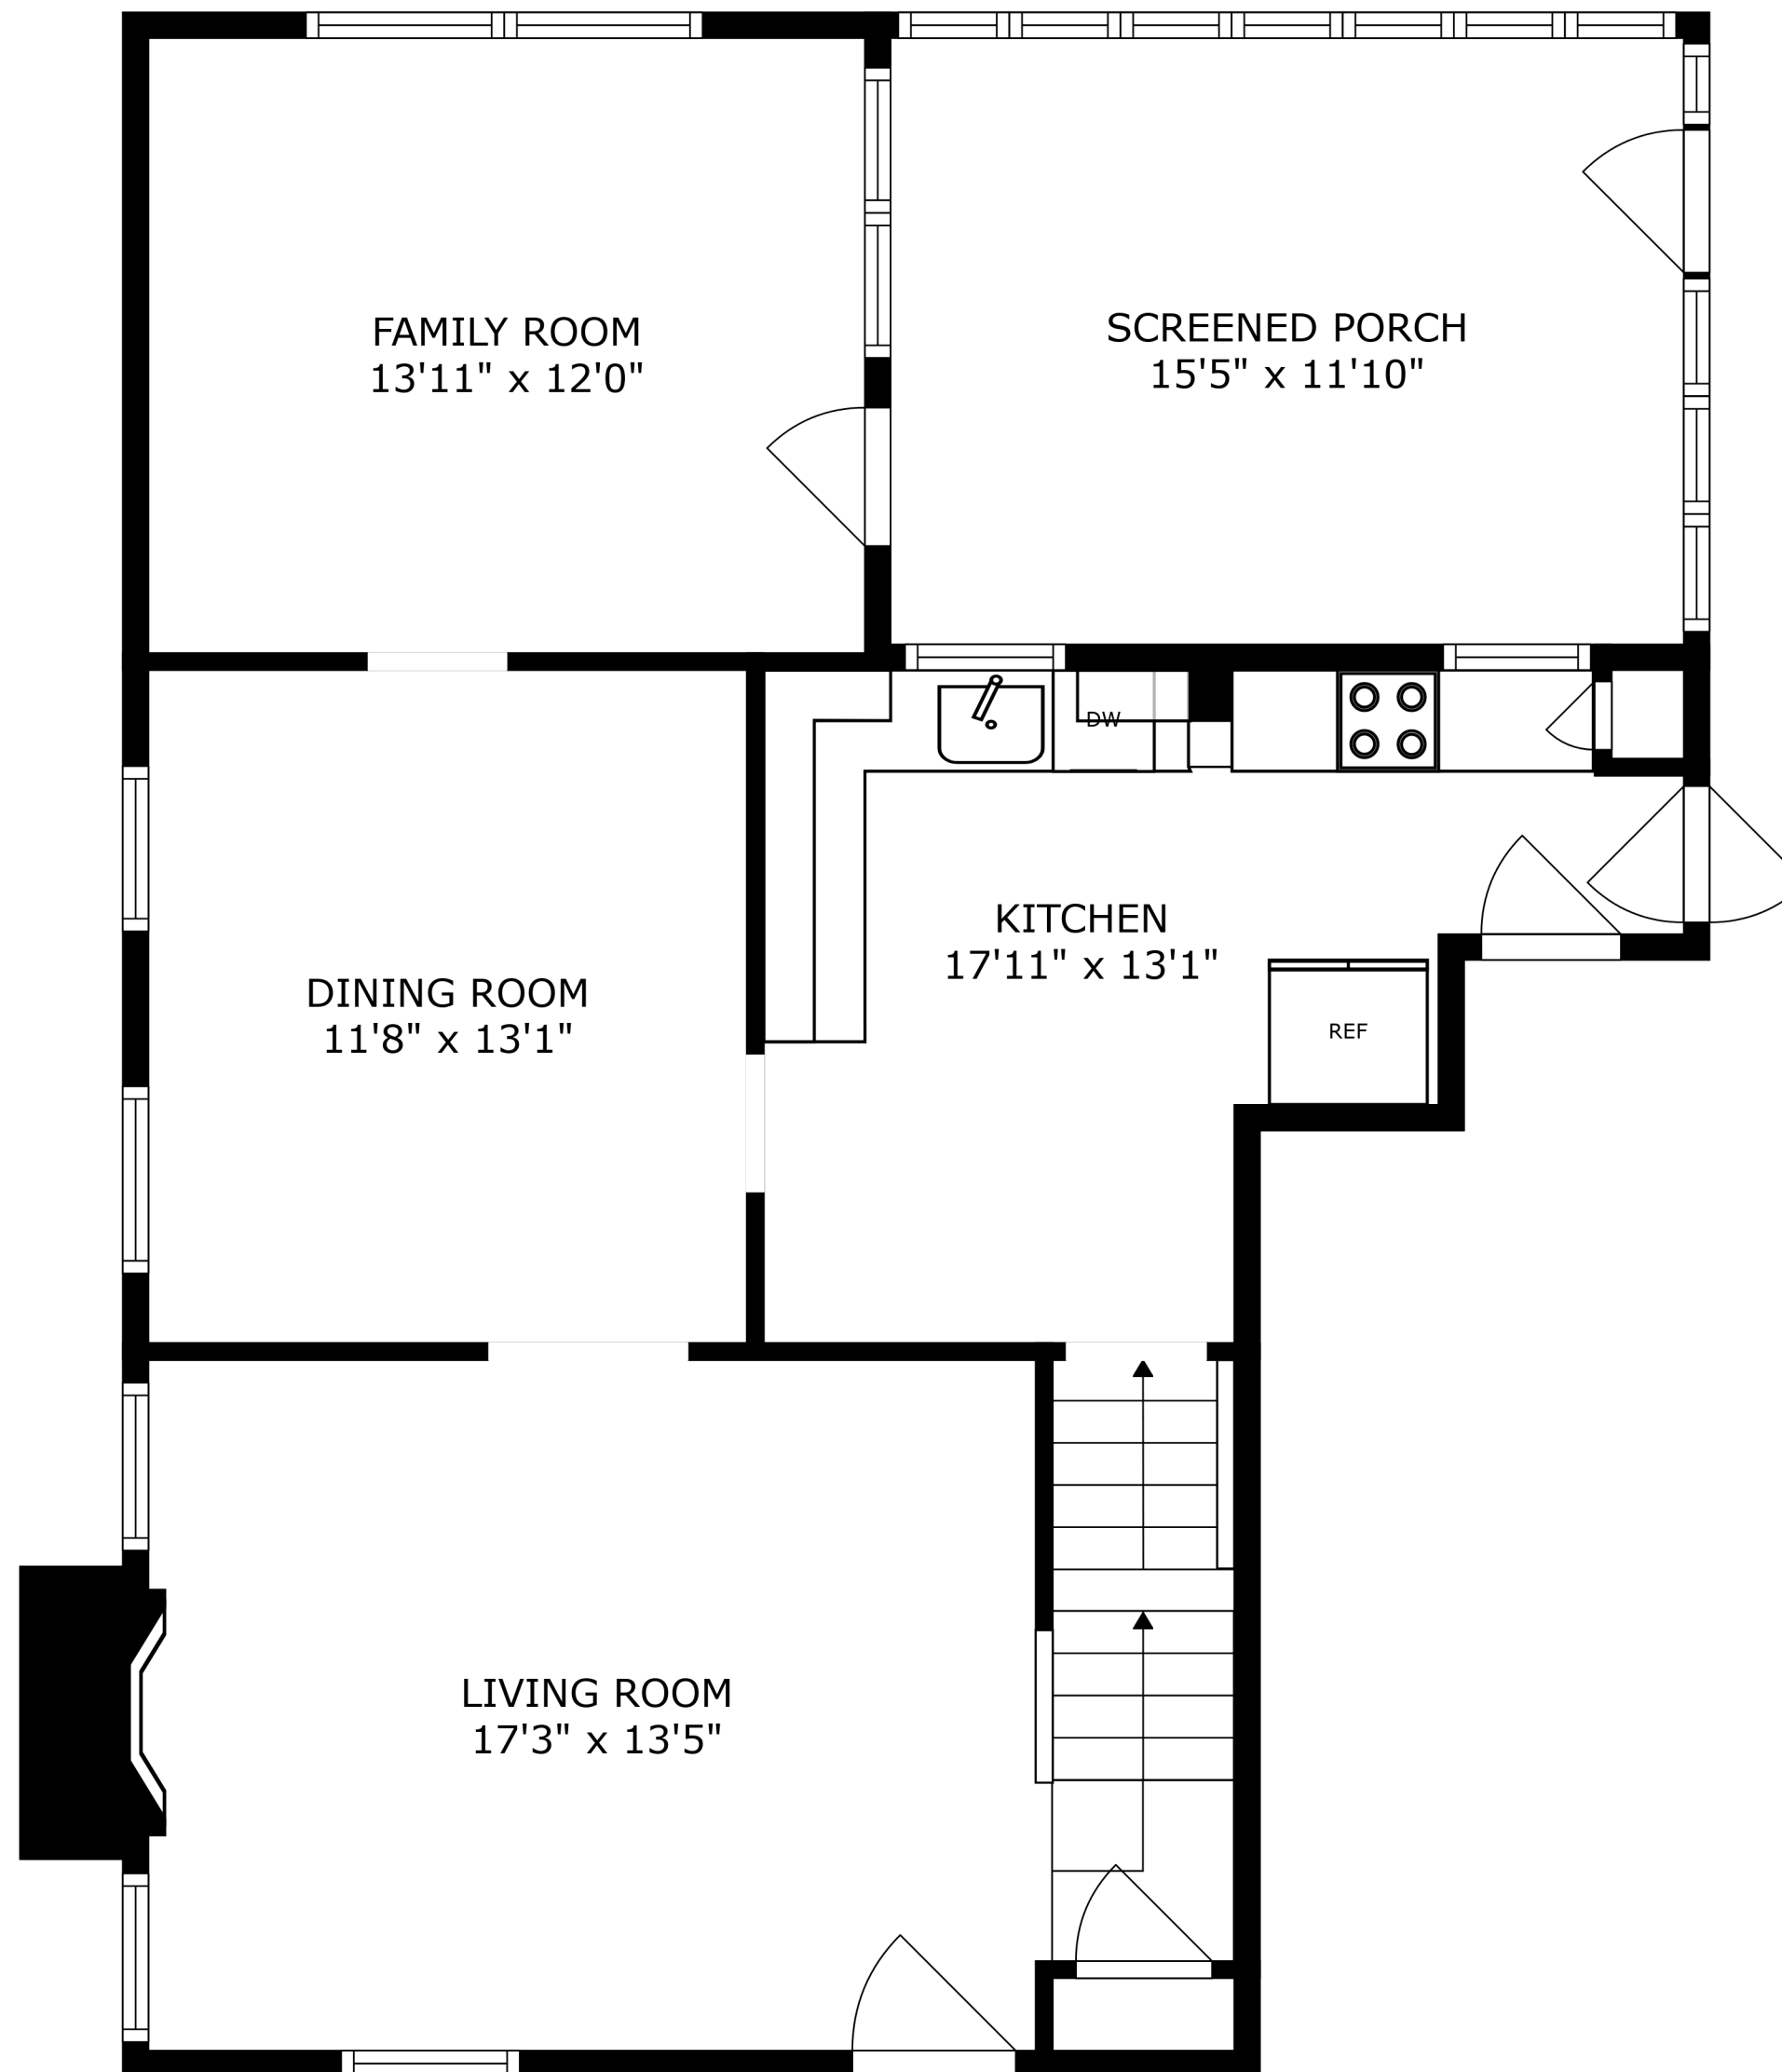 FAMILY ROOM
13'11" x 12'0"
SCREENED PORCH
15'5" x 11'10"
DW
KITCHEN
17'11" x 13'1"
REF
DINING ROOM
11'8" x 13'1"
LIVING ROOM
17'3" x 13'5"